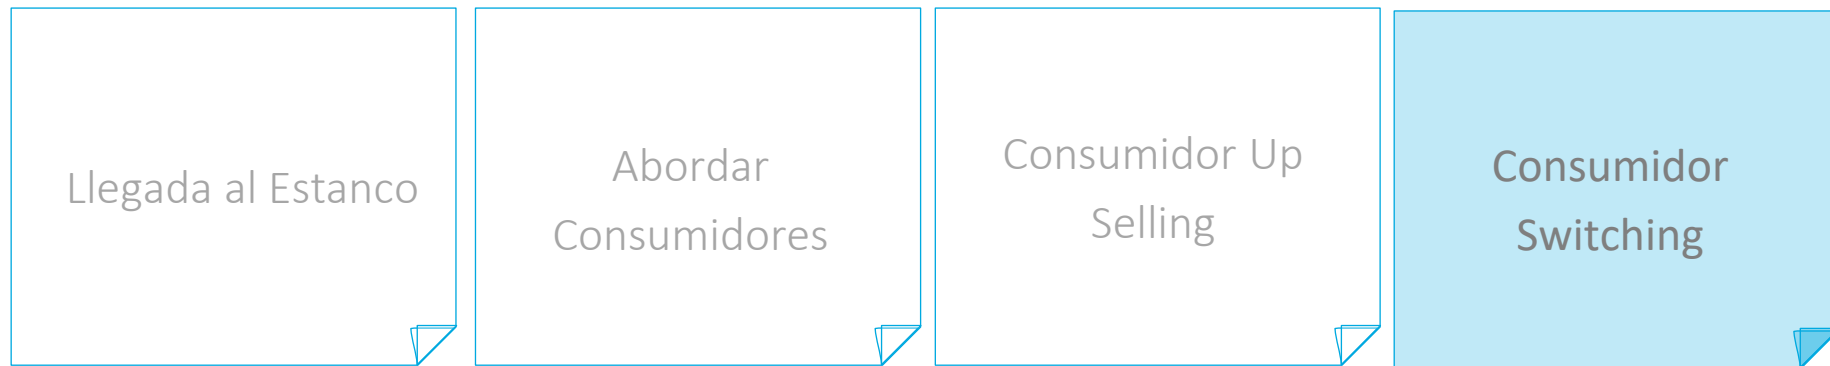 Llegada al Estanco
Abordar
Consumidores
Consumidor Up
Selling
Consumidor
Switching